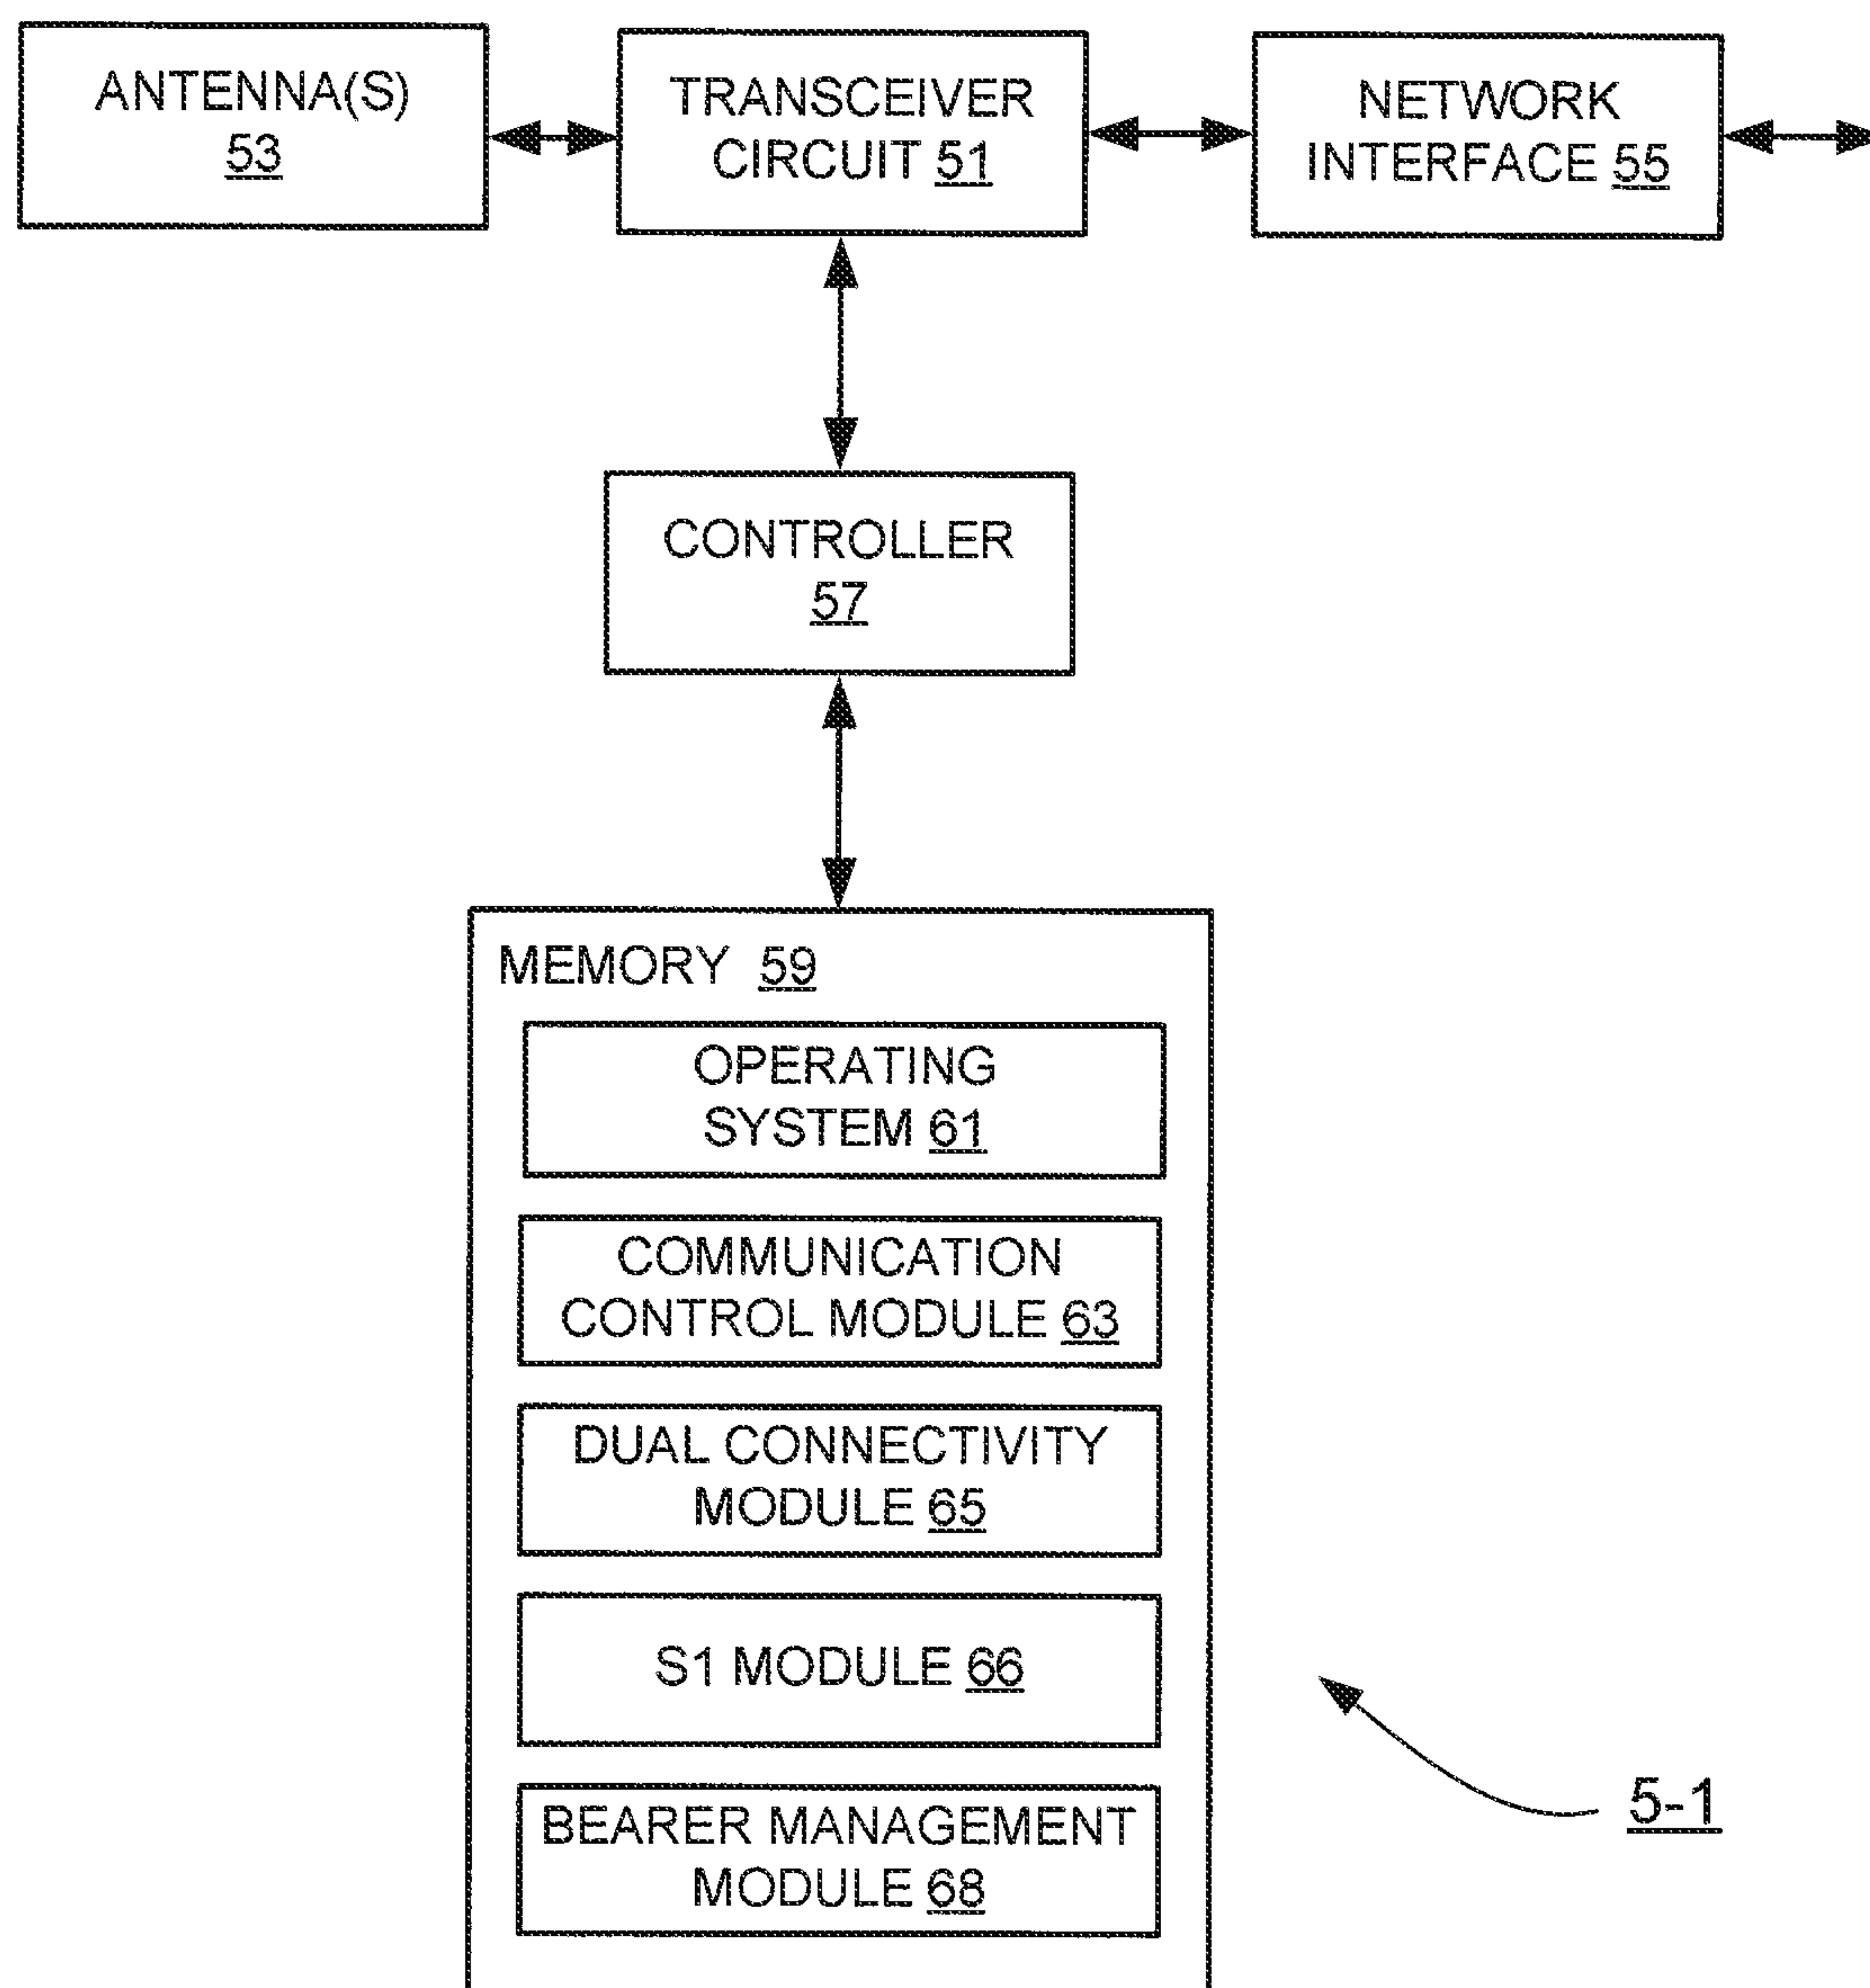 ANTENNA(S)
53
TRANSCEIVER
CIRCUIT 51
NETWORK
INTERFACE 55
CONTROLLER
57
MEMORY 59
OPERATING
SYSTEM 61
COMMUNICATION
CONTROL MODULE 63
DUAL CONNECTIVITY
MODULE 65
S1 MODULE 66
BEARER MANAGEMENT
MODULE 68
5-1